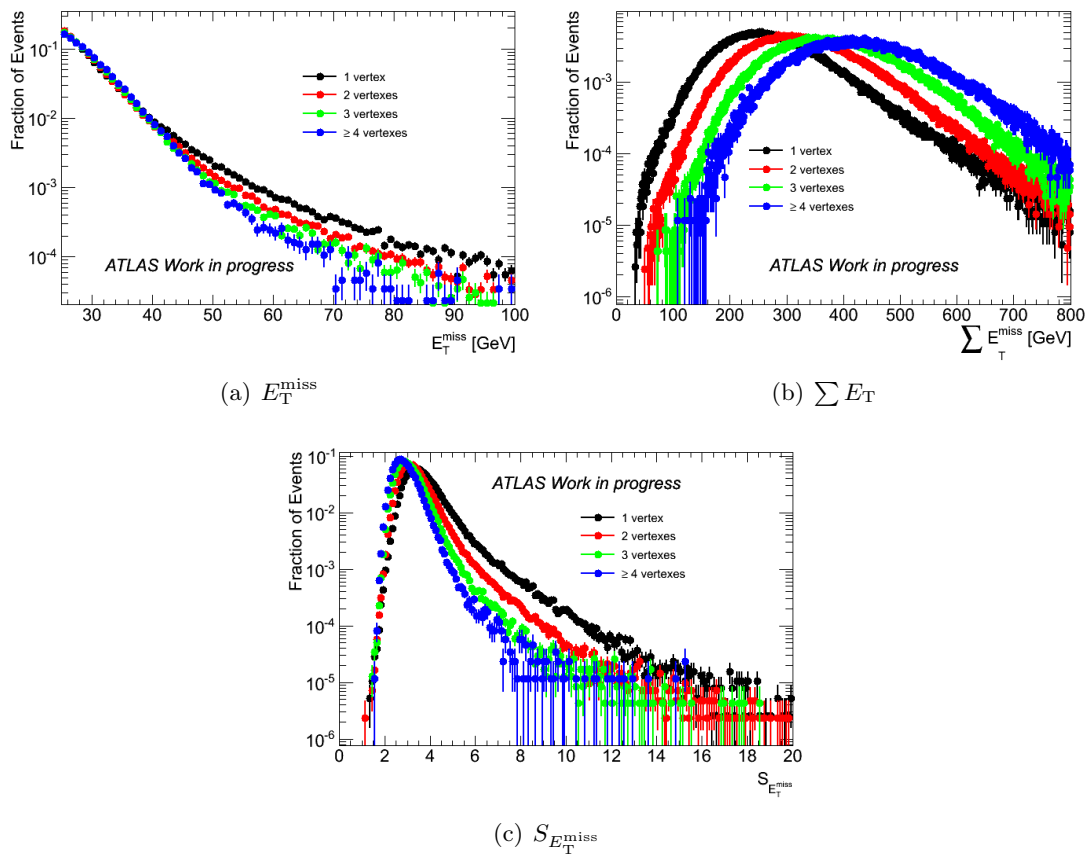 Fraction of Events
10^-1
10^-2
10^-3
10^-4
1 vertex
2 vertexes
3 vertexes
≥ 4 vertexes
ATLAS Work in progress
30 40 50 60 70 80 90 100
E_T^miss [GeV]
(a) E_T^miss
Fraction of Events
10^-3
10^-4
10^-5
10^-6
1 vertex
2 vertexes
3 vertexes
≥ 4 vertexes
ATLAS Work in progress
0 100 200 300 400 500 600 700 800
∑ E_T^miss [GeV]
(b) ∑ E_T
Fraction of Events
10^-1
10^-2
10^-3
10^-4
10^-5
10^-6
ATLAS Work in progress
1 vertex
2 vertexes
3 vertexes
≥ 4 vertexes
0 2 4 6 8 10 12 14 16 18 20
S_{E_T^miss}
(c) S_{E_T^miss}